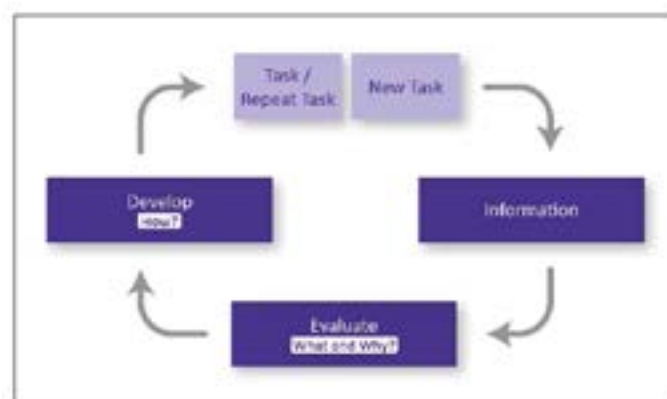 Task /
Repeat Task
New Task
Information
Evaluate
What and Why?
Develop
How?